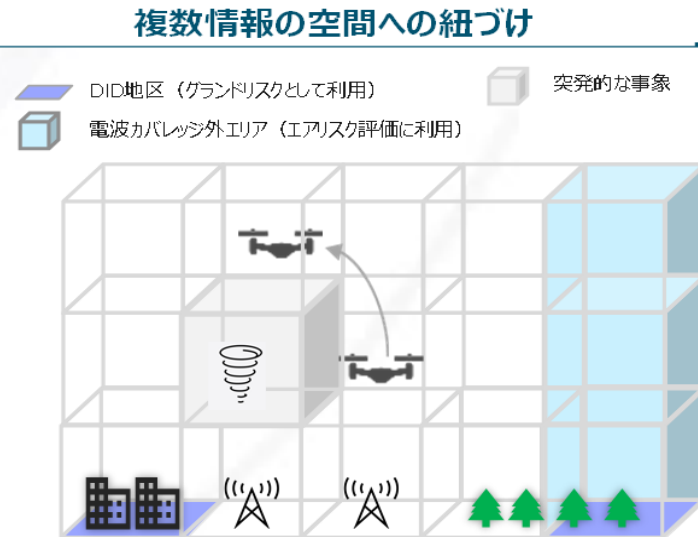 複数情報の空間への紐づけ
DID地区（グランドリスクとして利用）
突発的な事象
電波カバレッジ外エリア（エアリスク評価に利用）